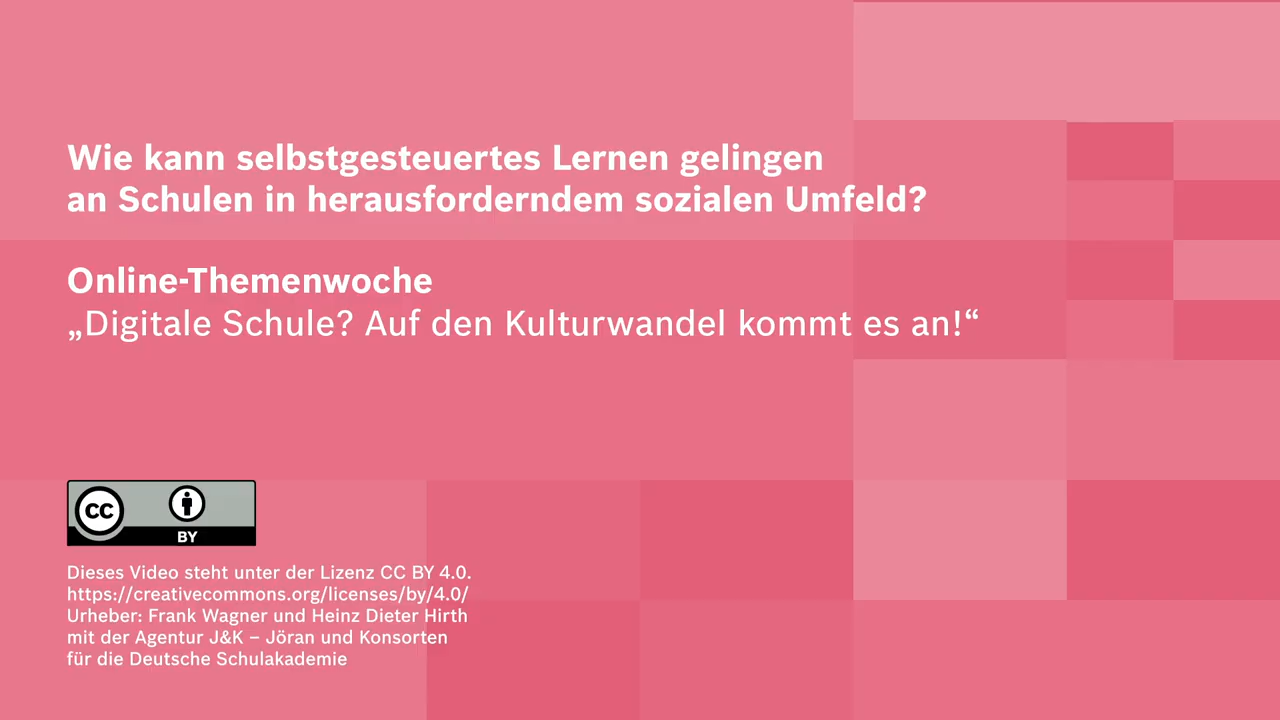 Wie kann selbstgesteuertes Lernen gelingen
an Schulen in herausforderndem sozialen Umfeld?
Online-Themenwoche
„Digitale Schule? Auf den Kulturwandel kommt es an!“
CC
BY
Dieses Video steht unter der Lizenz CC BY 4.0.
https://creativecommons.org/licenses/by/4.0/
Urheber: Frank Wagner und Heinz Dieter Hirth
mit der Agentur J&K – Jöran und Konsorten
für die Deutsche Schulakademie